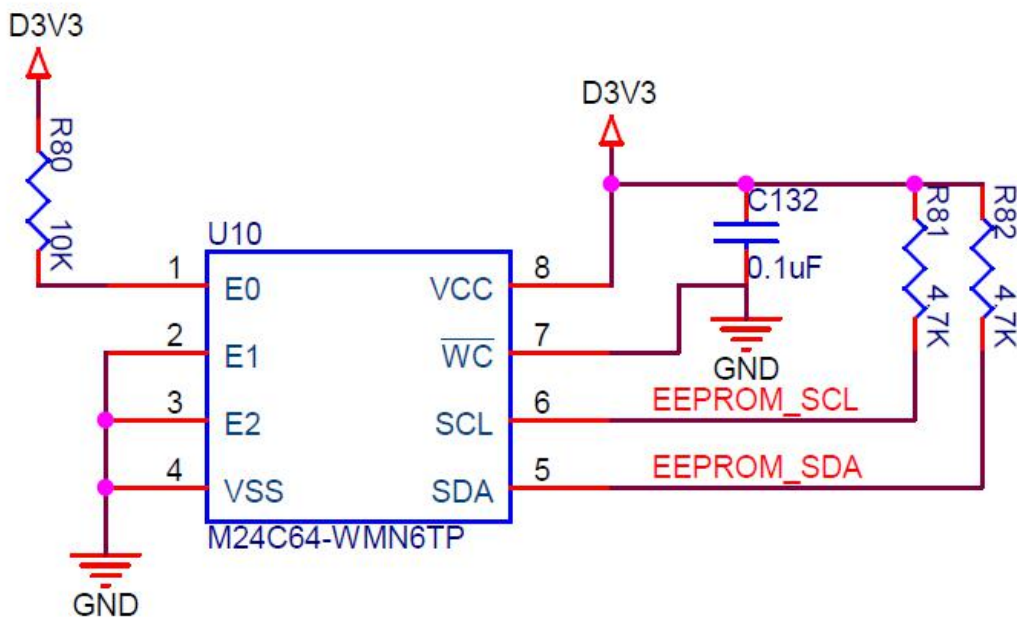 D3V3
R80
10K
D3V3
C132
0.1uF
R81
4.7K
R82
4.7K
U10
1
E0
VCC
8
2
E1
WC
7
GND
3
E2
SCL
6
EEPROM_SCL
4
VSS
SDA
5
EEPROM_SDA
M24C64-WMN6TP
GND